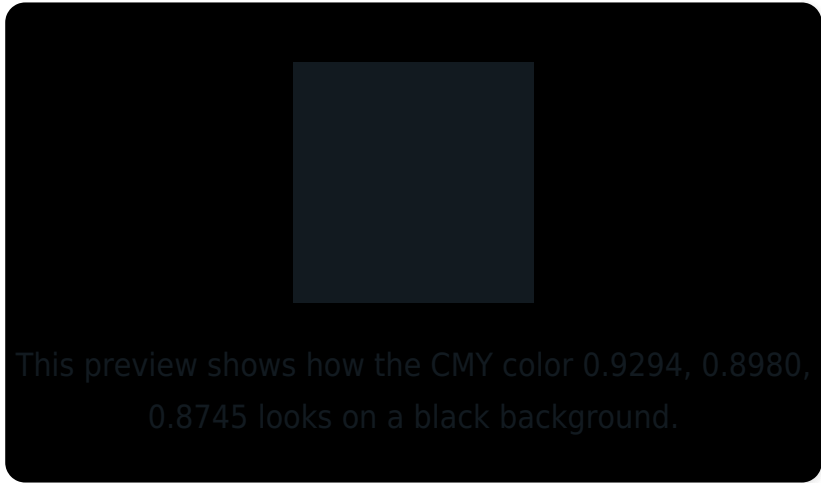 This preview shows how the CMY color 0.9294, 0.8980,
0.8745 looks on a black background.